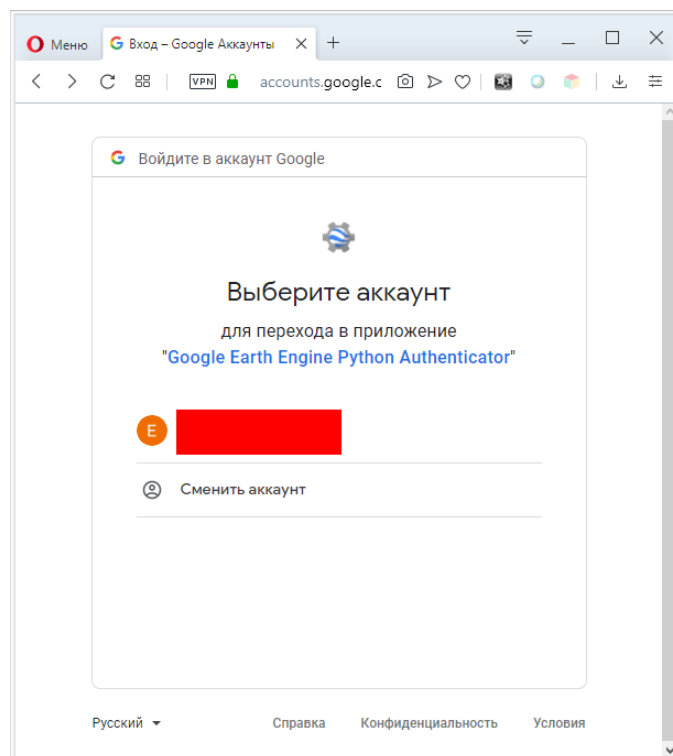 Меню
Вход – Google Аккаунты
VPN
accounts.google.c
Войдите в аккаунт Google
Выберите аккаунт
для перехода в приложение
"Google Earth Engine Python Authenticator"
E
Сменить аккаунт
Русский
Справка
Конфиденциальность
Условия